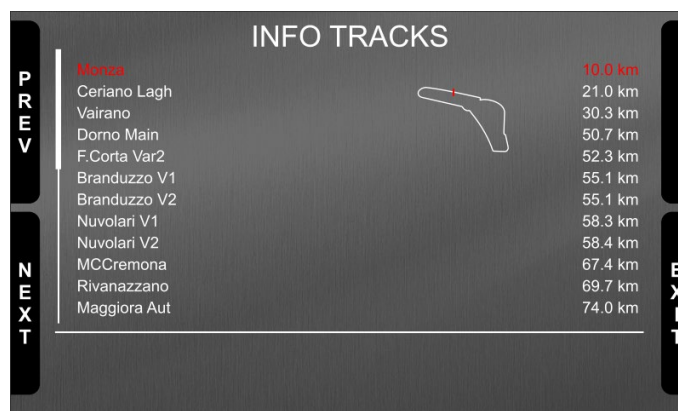 INFO TRACKS
PREV
Monza 10.0 km
Ceriano Lagh 21.0 km
Vairano 30.3 km
Dorno Main 50.7 km
F.Corta Var2 52.3 km
Branduzzo V1 55.1 km
Branduzzo V2 55.1 km
Nuvolari V1 58.3 km
Nuvolari V2 58.4 km
MCCremona 67.4 km
Rivanazzano 69.7 km
Maggiora Aut 74.0 km
NEXT
EXIT